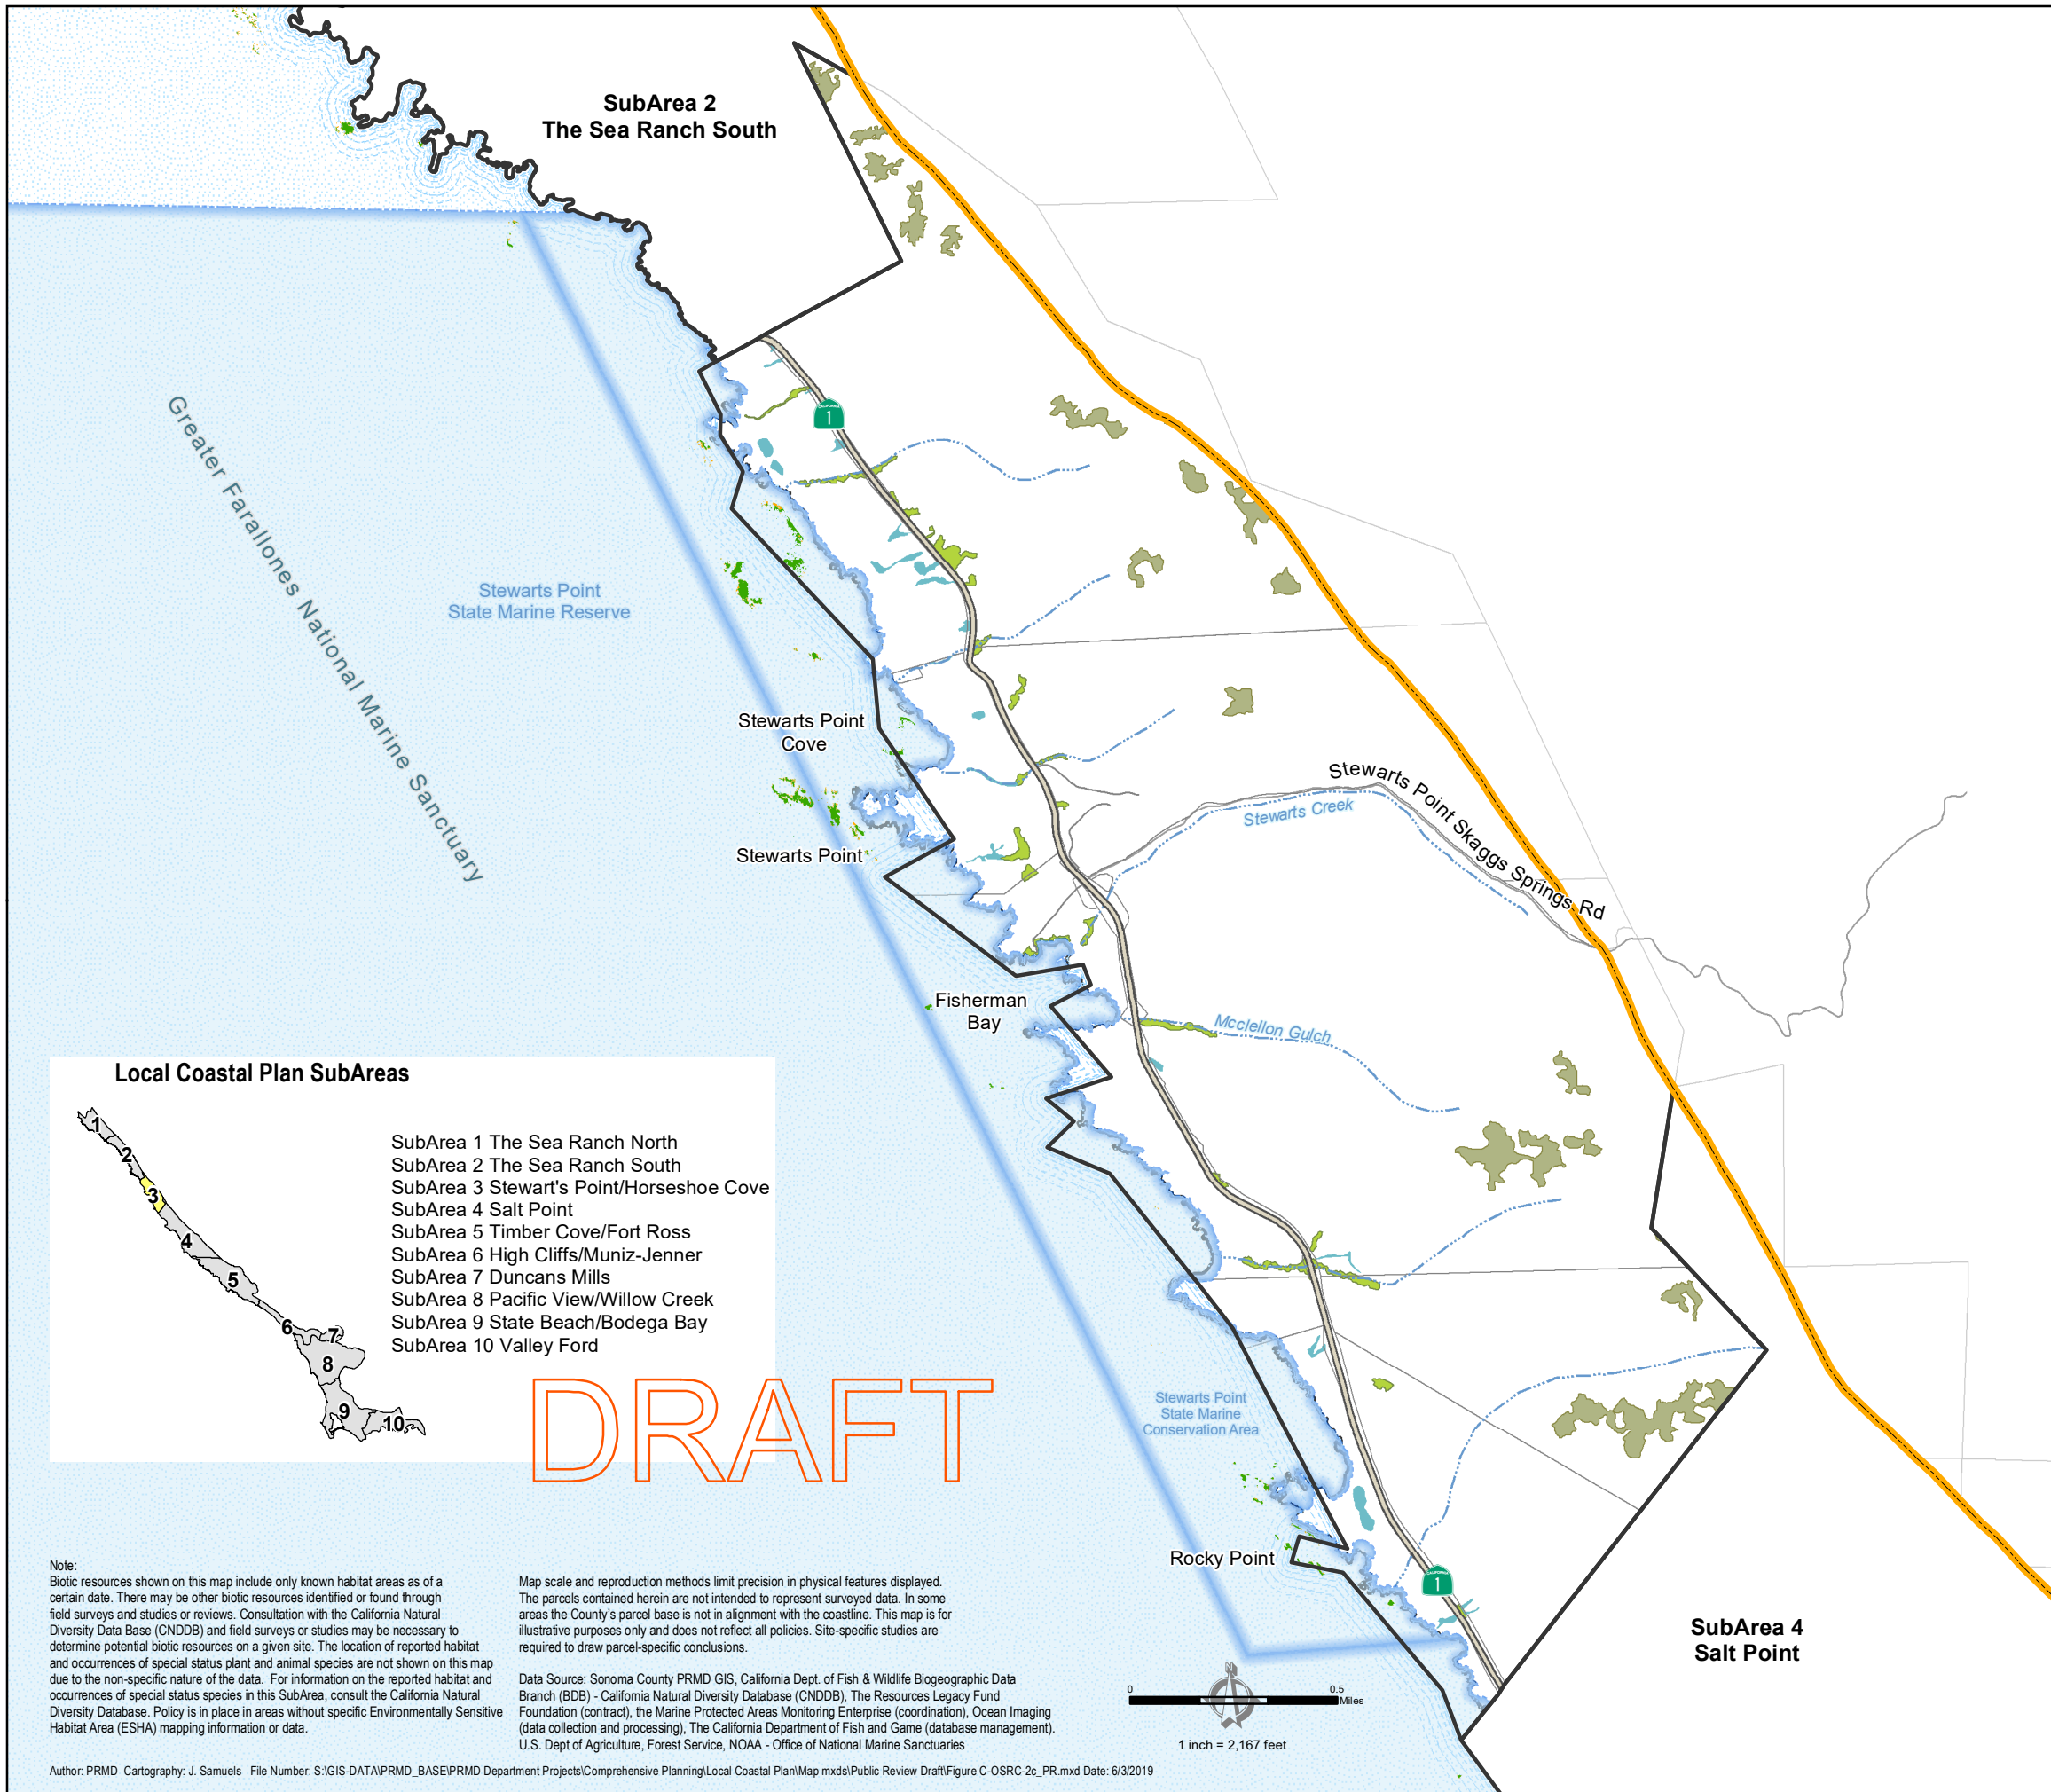 SubArea 2
The Sea Ranch South
CALIFORNIA
1
Greater Farallones National Marine Sanctuary
Stewarts Point
State Marine Reserve
Stewarts Point
Cove
Stewarts Point Skaggs Springs Rd
Stewarts Creek
Stewarts Point
Fisherman
Bay
Mcclellon Gulch
Local Coastal Plan SubAreas
1
2
3
4
5
6
7
8
9
10
SubArea 1 The Sea Ranch North
SubArea 2 The Sea Ranch South
SubArea 3 Stewart's Point/Horseshoe Cove
SubArea 4 Salt Point
SubArea 5 Timber Cove/Fort Ross
SubArea 6 High Cliffs/Muniz-Jenner
SubArea 7 Duncans Mills
SubArea 8 Pacific View/Willow Creek
SubArea 9 State Beach/Bodega Bay
SubArea 10 Valley Ford
DRAFT
Stewarts Point
State Marine
Conservation Area
Rocky Point
CALIFORNIA
1
SubArea 4
Salt Point
Note:
Biotic resources shown on this map include only known habitat areas as of a
certain date. There may be other biotic resources identified or found through
field surveys and studies or reviews. Consultation with the California Natural
Diversity Data Base (CNDDB) and field surveys or studies may be necessary to
determine potential biotic resources on a given site. The location of reported habitat
and occurrences of special status plant and animal species are not shown on this map
due to the non-specific nature of the data. For information on the reported habitat and
occurrences of special status species in this SubArea, consult the California Natural
Diversity Database. Policy is in place in areas without specific Environmentally Sensitive
Habitat Area (ESHA) mapping information or data.
Map scale and reproduction methods limit precision in physical features displayed.
The parcels contained herein are not intended to represent surveyed data. In some
areas the County's parcel base is not in alignment with the coastline. This map is for
illustrative purposes only and does not reflect all policies. Site-specific studies are
required to draw parcel-specific conclusions.
Data Source: Sonoma County PRMD GIS, California Dept. of Fish & Wildlife Biogeographic Data
Branch (BDB) - California Natural Diversity Database (CNDDB), The Resources Legacy Fund
Foundation (contract), the Marine Protected Areas Monitoring Enterprise (coordination), Ocean Imaging
(data collection and processing), The California Department of Fish and Game (database management).
U.S. Dept of Agriculture, Forest Service, NOAA - Office of National Marine Sanctuaries
N
0 0.5
Miles
1 inch = 2,167 feet
Author: PRMD Cartography: J. Samuels File Number: S:\GIS-DATA\PRMD_BASE\PRMD Department Projects\Comprehensive Planning\Local Coastal Plan\Map mxds\Public Review Draft\Figure C-OSRC-2c_PR.mxd Date: 6/3/2019